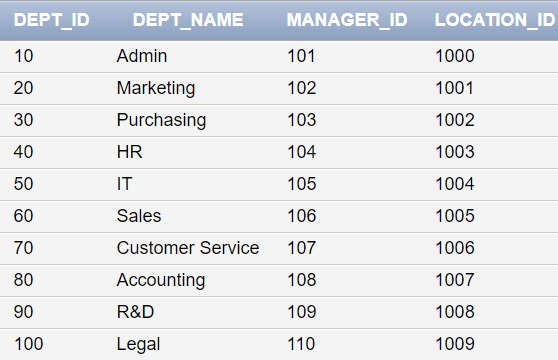 DEPT_ID DEPT_NAME MANAGER_ID LOCATION_ID
10 Admin 101 1000
20 Marketing 102 1001
30 Purchasing 103 1002
40 HR 104 1003
50 IT 105 1004
60 Sales 106 1005
70 Customer Service 107 1006
80 Accounting 108 1007
90 R&D 109 1008
100 Legal 110 1009